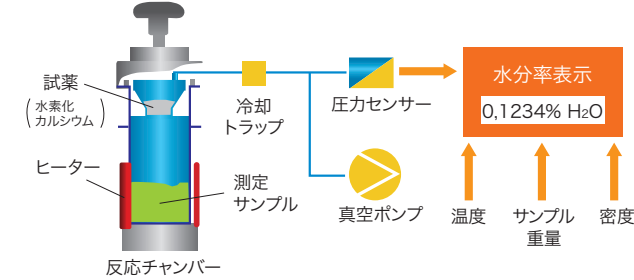 試薬
(水素化
カルシウム)
ヒーター
反応チャンバー
測定
サンプル
冷却
トラップ
圧力センサー
真空ポンプ
水分率表示
0,1234% H₂O
温度
サンプル
重量
密度